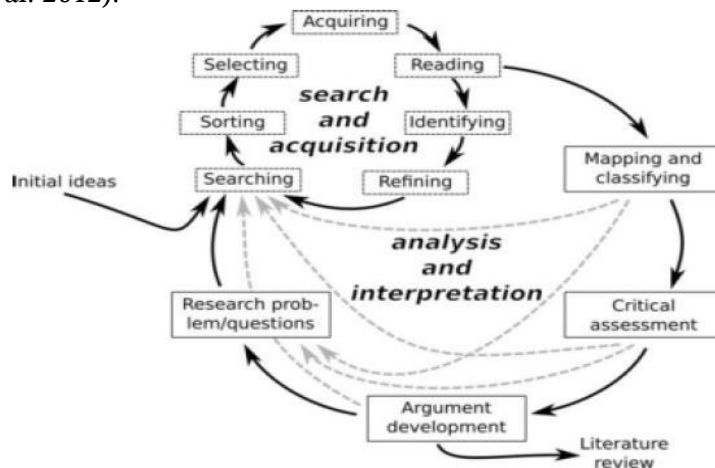 al. 2012).
Acquiring
Selecting
Reading
search
and
acquisition
Sorting
Identifying
Initial ideas
Searching
Refining
Mapping and
classifying
analysis
and
interpretation
Research prob-
lem/questions
Critical
assessment
Argument
development
Literature
review